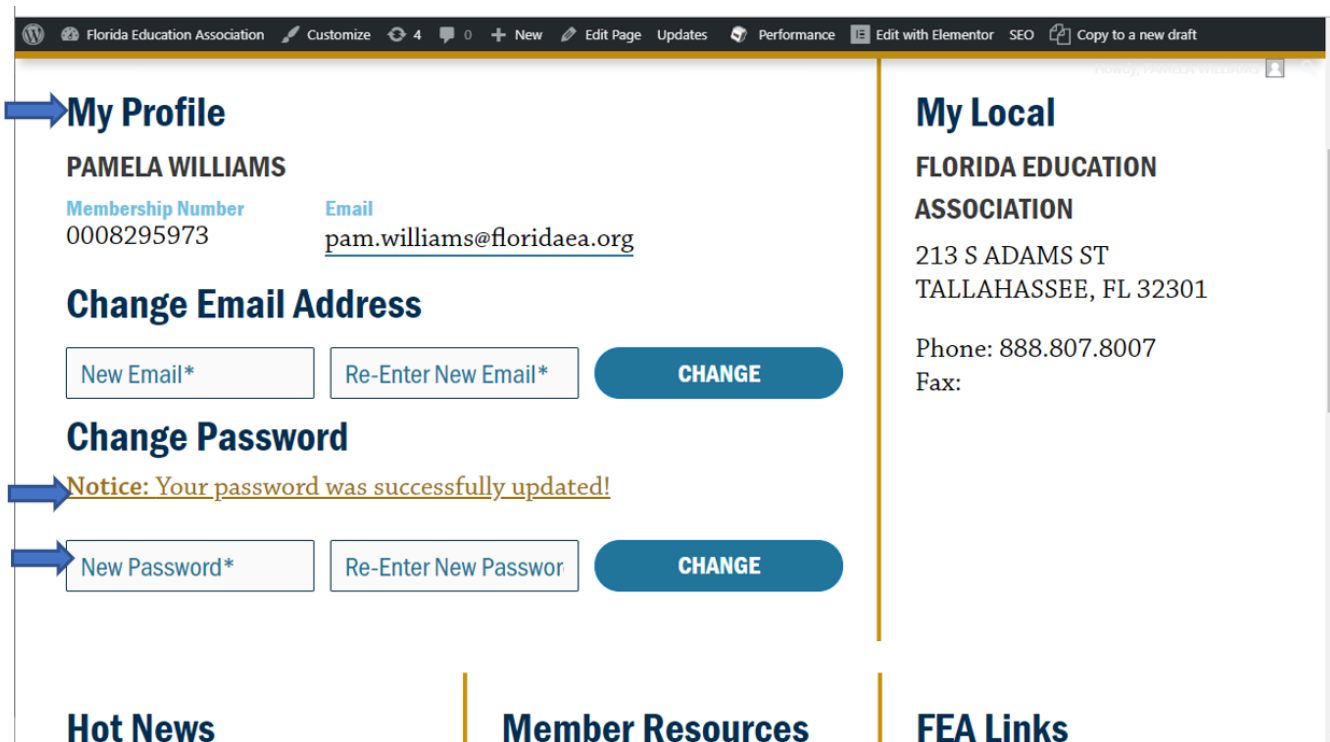 Florida Education Association Customize 4 0 New Edit Page Updates Performance Edit with Elementor SEO Copy to a new draft
Howdy, PAMELA WILLIAMS
My Profile
PAMELA WILLIAMS
Membership Number Email
0008295973 pam.williams@floridaea.org
Change Email Address
New Email* Re-Enter New Email* CHANGE
Change Password
Notice: Your password was successfully updated!
New Password* Re-Enter New Passwor CHANGE
My Local
FLORIDA EDUCATION
ASSOCIATION
213 S ADAMS ST
TALLAHASSEE, FL 32301
Phone: 888.807.8007
Fax:
Hot News Member Resources FEA Links